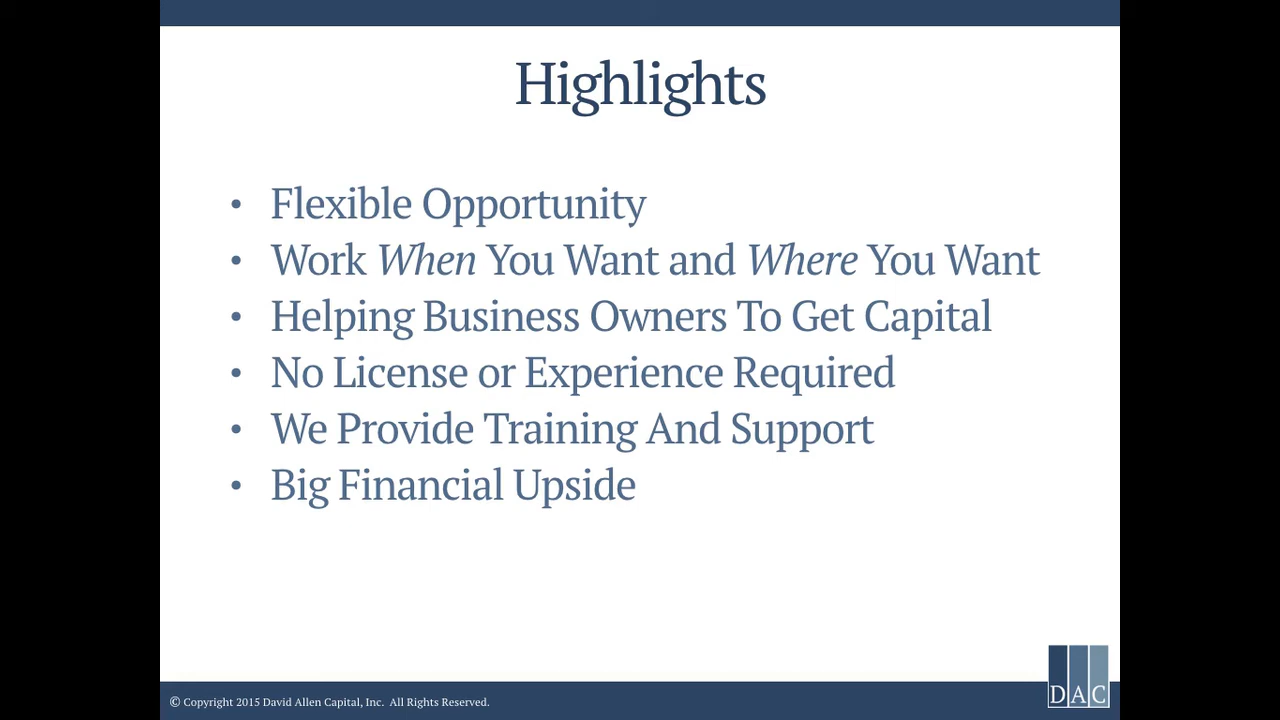 Highlights
• Flexible Opportunity
• Work When You Want and Where You Want
• Helping Business Owners To Get Capital
• No License or Experience Required
• We Provide Training And Support
• Big Financial Upside
DAC
© Copyright 2015 David Allen Capital, Inc. All Rights Reserved.